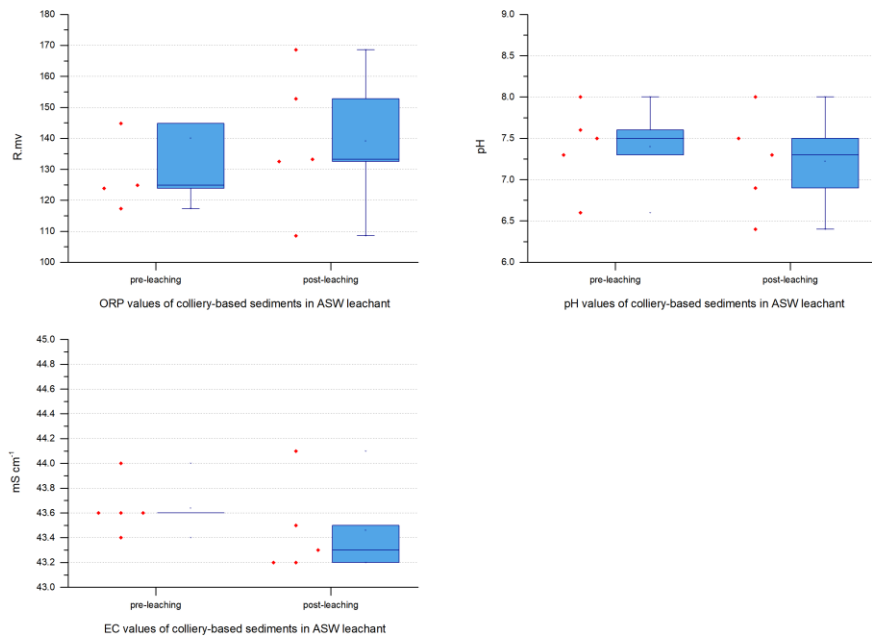 180
170
160
150
140
130
120
110
100
R.mv
pre-leaching
post-leaching
ORP values of colliery-based sediments in ASW leachant
9.0
8.5
8.0
7.5
7.0
6.5
6.0
pH
pre-leaching
post-leaching
pH values of colliery-based sediments in ASW leachant
45.0
44.8
44.6
44.4
44.2
44.0
43.8
43.6
43.4
43.2
43.0
mS cm⁻¹
pre-leaching
post-leaching
EC values of colliery-based sediments in ASW leachant